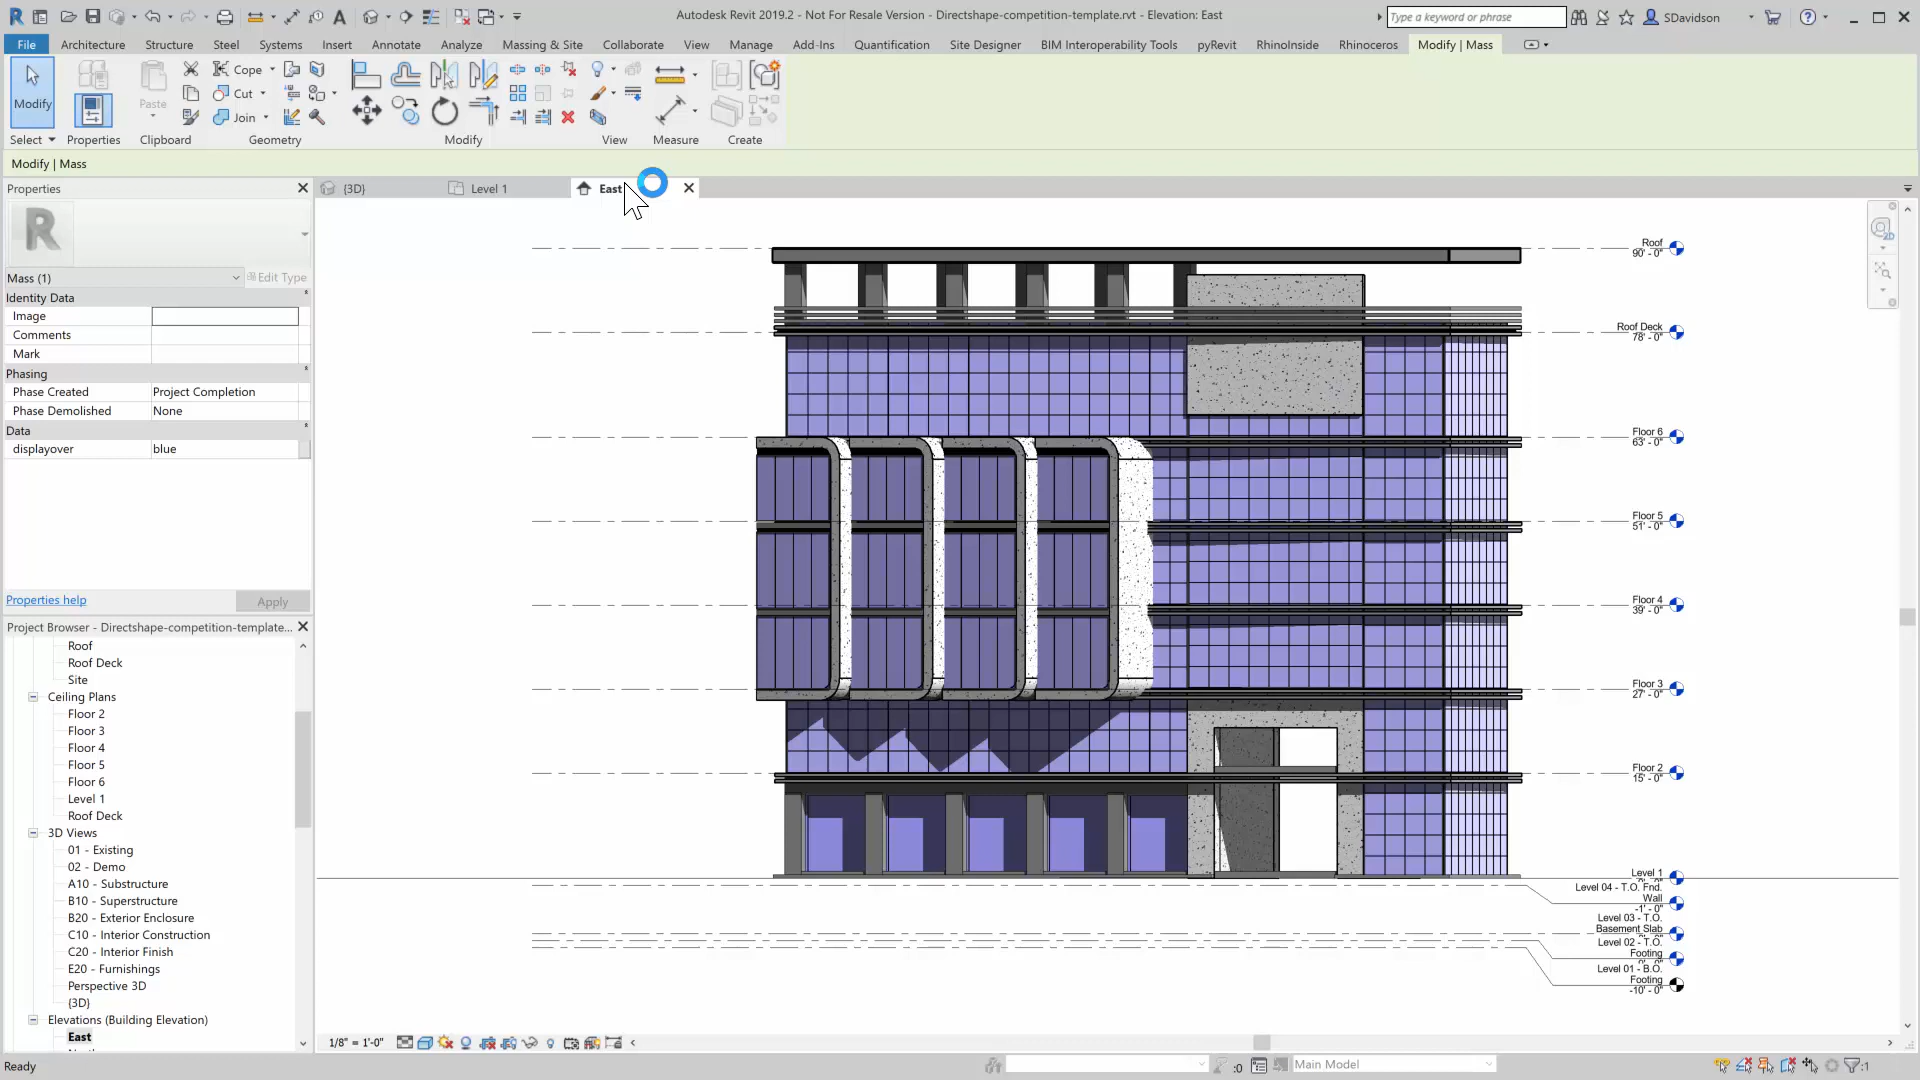 Autodesk Revit 2019.2 - Not For Resale Version - Directshape-competition-template.rvt - Elevation: East
Type a keyword or phrase
SDavidson
File
Architecture
Structure
Steel
Systems
Insert
Annotate
Analyze
Massing & Site
Collaborate
View
Manage
Add-Ins
Quantification
Site Designer
BIM Interoperability Tools
pyRevit
RhinoInside
Rhinoceros
Modify | Mass
Modify
Paste
Cope
Cut
Join
Select
Properties
Clipboard
Geometry
Modify
View
Measure
Create
Modify | Mass
Properties
{3D}
Level 1
East
Mass (1)
Edit Type
Identity Data
Image
Comments
Mark
Phasing
Phase Created Project Completion
Phase Demolished None
Data
displayover blue
Properties help
Apply
Project Browser - Directshape-competition-template...
Roof
Roof Deck
Site
Ceiling Plans
Floor 2
Floor 3
Floor 4
Floor 5
Floor 6
Level 1
Roof Deck
3D Views
01 - Existing
02 - Demo
A10 - Substructure
B10 - Superstructure
B20 - Exterior Enclosure
C10 - Interior Construction
C20 - Interior Finish
E20 - Furnishings
Perspective 3D
{3D}
Elevations (Building Elevation)
East
Roof
90' - 0"
Roof Deck
78' - 0"
Floor 6
63' - 0"
Floor 5
51' - 0"
Floor 4
39' - 0"
Floor 3
27' - 0"
Floor 2
15' - 0"
Level 1
Level 04 - T.O. Fnd.
Wall
-1' - 0"
Level 03 - T.O.
Basement Slab
Level 02 - T.O.
Footing
Level 01 - B.O.
Footing
-10' - 0"
1/8" = 1'-0"
Ready
:0
Main Model
:1